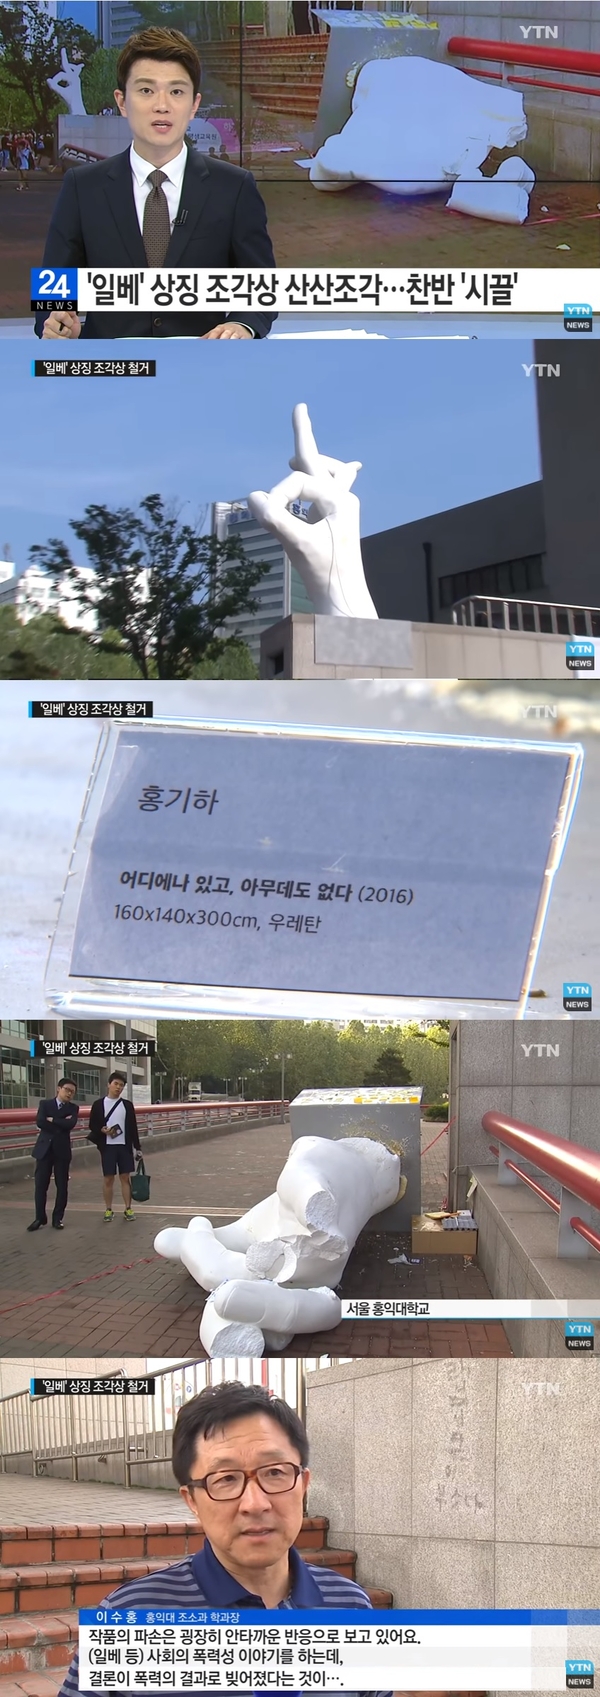 YTN
24
NEWS
'일베' 상징 조각상 산산조각…찬반 '시끌'
YTN
NEWS
'일베' 상징 조각상 철거
YTN
YTN
NEWS
'일베' 상징 조각상 철거
YTN
홍기하
어디에나 있고, 아무데도 없다 (2016)
160x140x300cm, 우레탄
YTN
NEWS
'일베' 상징 조각상 철거
YTN
서울 홍익대학교
YTN
NEWS
'일베' 상징 조각상 철거
YTN
이 수 홍 홍익대 조소과 학과장
작품의 파손은 굉장히 안타까운 반응으로 보고 있어요.
(일베 등) 사회의 폭력성 이야기를 하는데,
결론이 폭력의 결과로 빚어졌다는 것이….
YTN
NEWS